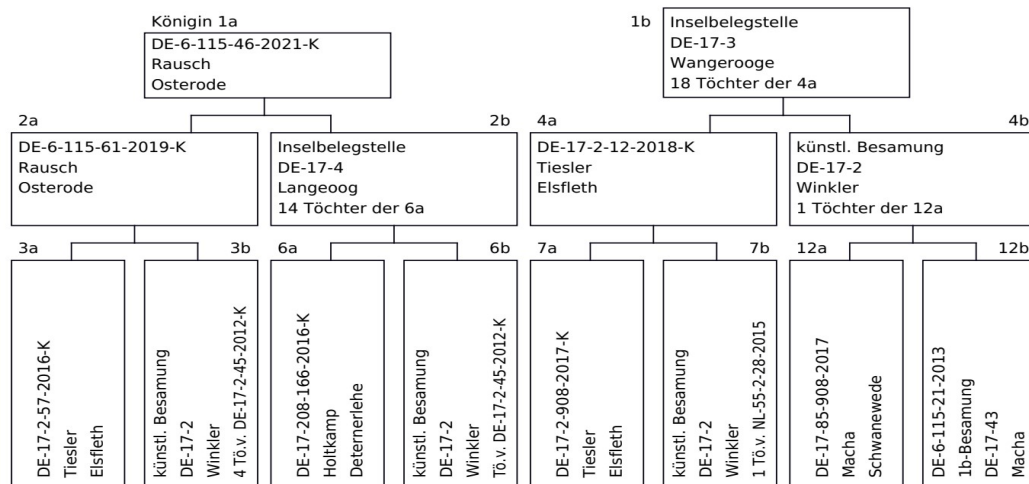 Königin 1a
DE-6-115-46-2021-K
Rausch
Osterode
1b
Inselbelegstelle
DE-17-3
Wangerooge
18 Töchter der 4a
2a
DE-6-115-61-2019-K
Rausch
Osterode
2b
Inselbelegstelle
DE-17-4
Langeoog
14 Töchter der 6a
4a
DE-17-2-12-2018-K
Tiesler
Elsfleth
4b
künstl. Besamung
DE-17-2
Winkler
1 Töchter der 12a
3a
DE-17-2-57-2016-K
Tiesler
Elsfleth
3b
künstl. Besamung
DE-17-2
Winkler
4 Tö.v. DE-17-2-45-2012-K
6a
DE-17-208-166-2016-K
Holtkamp
Deternerlehe
6b
künstl. Besamung
DE-17-2
Winkler
Tö.v. DE-17-2-45-2012-K
7a
DE-17-2-908-2017-K
Tiesler
Elsfleth
7b
künstl. Besamung
DE-17-2
Winkler
1 Tö.v. NL-55-2-28-2015
12a
DE-17-85-908-2017
Macha
Schwanewede
12b
DE-6-115-21-2013
1b-Besamung
DE-17-43
Macha